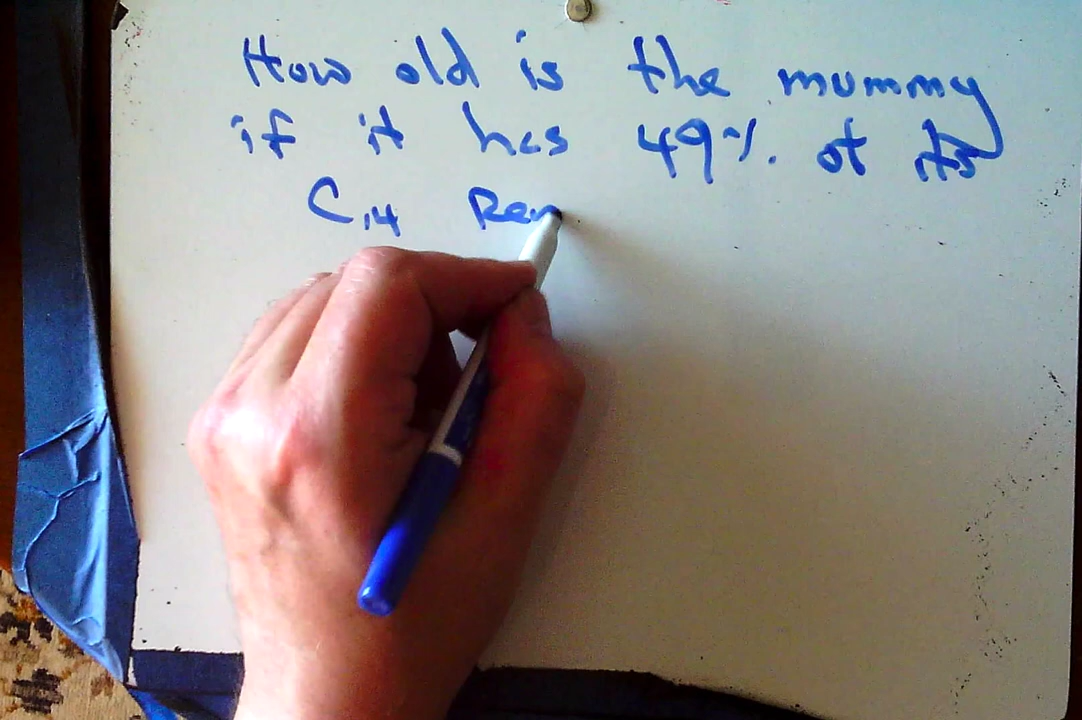 How old is the mummy
if it has 49% of its
C14 Rem